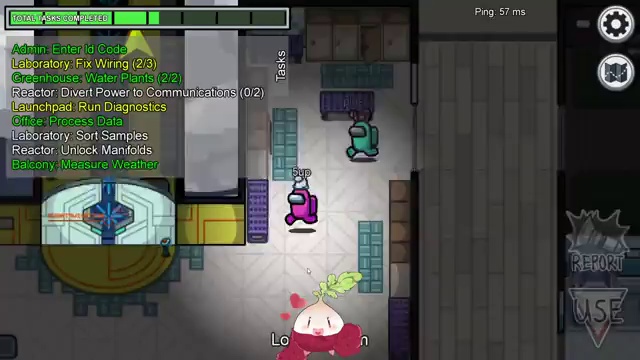 Ping: 57 ms
TOTAL TASKS COMPLETED
Admin: Enter Id Code
Laboratory: Fix Wiring (2/3)
Greenhouse: Water Plants (2/2)
Reactor: Divert Power to Communications (0/2)
Launchpad: Run Diagnostics
Office: Process Data
Laboratory: Sort Samples
Reactor: Unlock Manifolds
Balcony: Measure Weather
Tasks
5up
REPORT
USE